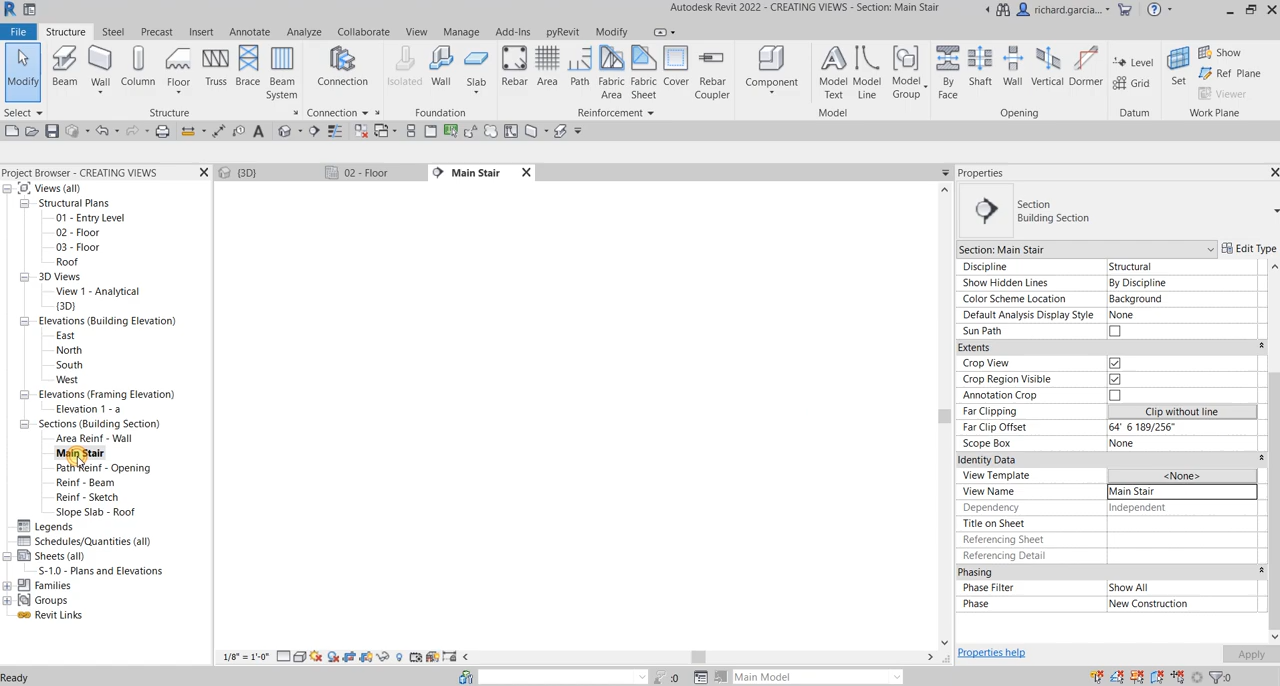 Autodesk Revit 2022 - CREATING VIEWS - Section: Main Stair
richard.garcia...
File Structure Steel Precast Insert Annotate Analyze Collaborate View Manage Add-Ins pyRevit Modify
Modify Beam Wall Column Floor Truss Brace Beam System Connection Isolated Wall Slab Rebar Area Path Fabric Area Fabric Sheet Cover Rebar Coupler Component Model Text Model Line Model Group By Face Shaft Wall Vertical Dormer Level Grid Set Show Ref Plane Viewer
Select Structure Connection Foundation Reinforcement Model Opening Datum Work Plane
Project Browser - CREATING VIEWS
{3D} 02 - Floor Main Stair
Views (all)
Structural Plans
01 - Entry Level
02 - Floor
03 - Floor
Roof
3D Views
View 1 - Analytical
{3D}
Elevations (Building Elevation)
East
North
South
West
Elevations (Framing Elevation)
Elevation 1 - a
Sections (Building Section)
Area Reinf - Wall
Main Stair
Path Reinf - Opening
Reinf - Beam
Reinf - Sketch
Slope Slab - Roof
Legends
Schedules/Quantities (all)
Sheets (all)
S-1.0 - Plans and Elevations
Families
Groups
Revit Links
Properties
Section
Building Section
Section: Main Stair Edit Type
Discipline Structural
Show Hidden Lines By Discipline
Color Scheme Location Background
Default Analysis Display Style None
Sun Path
Extents
Crop View
Crop Region Visible
Annotation Crop
Far Clipping Clip without line
Far Clip Offset 64' 6 189/256"
Scope Box None
Identity Data
View Template <None>
View Name Main Stair
Dependency Independent
Title on Sheet
Referencing Sheet
Referencing Detail
Phasing
Phase Filter Show All
Phase New Construction
Properties help Apply
1/8" = 1'-0"
Ready :0 Main Model :0